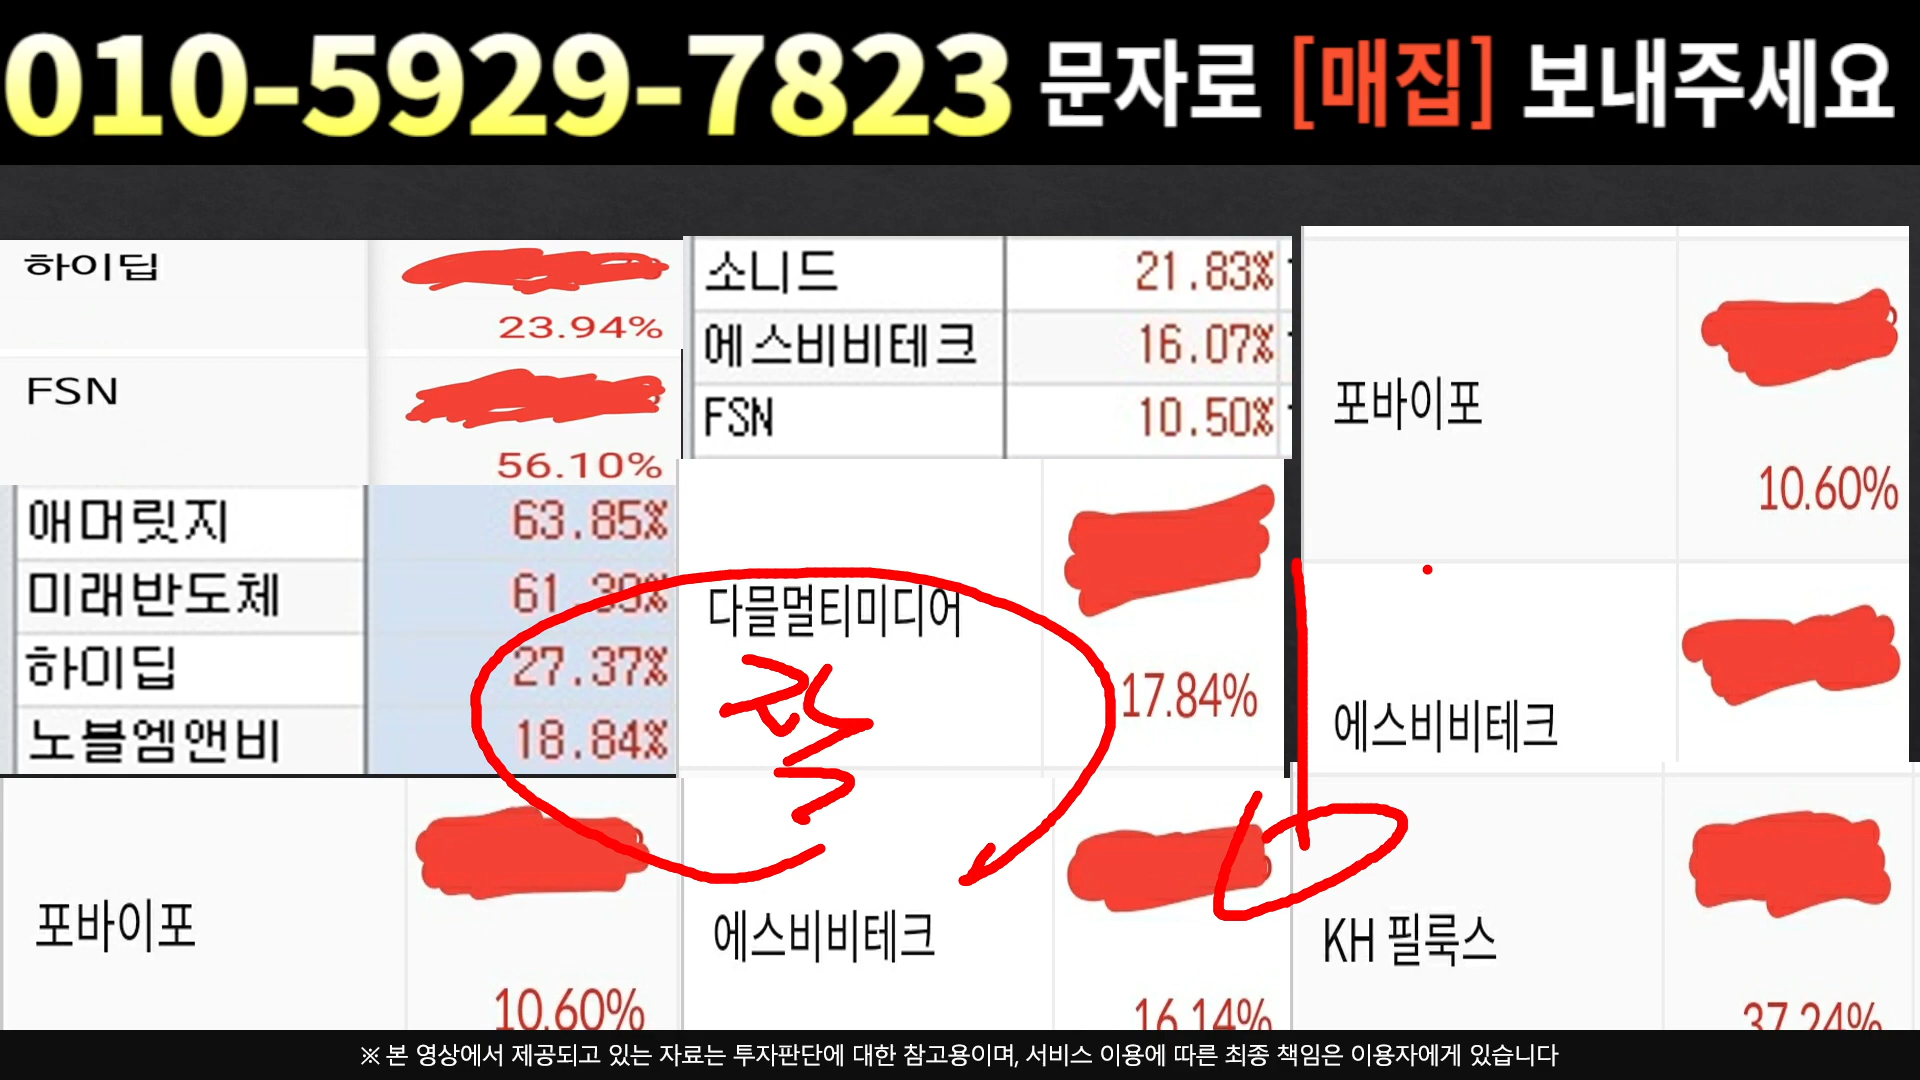 010-5929-7823 문자로 [매집] 보내주세요
하이딥
23.94%
FSN
56.10%
애머릿지 63.85%
미래반도체 61.39%
하이딥 27.37%
노블엠앤비 18.84%
소니드 21.83%
에스비비테크 16.07%
FSN 10.50%
다믈멀티미디어
17.84%
포바이포
10.60%
에스비비테크
포바이포
10.60%
에스비비테크
16.14%
KH 필룩스
37.24%
※ 본 영상에서 제공되고 있는 자료는 투자판단에 대한 참고용이며, 서비스 이용에 따른 최종 책임은 이용자에게 있습니다